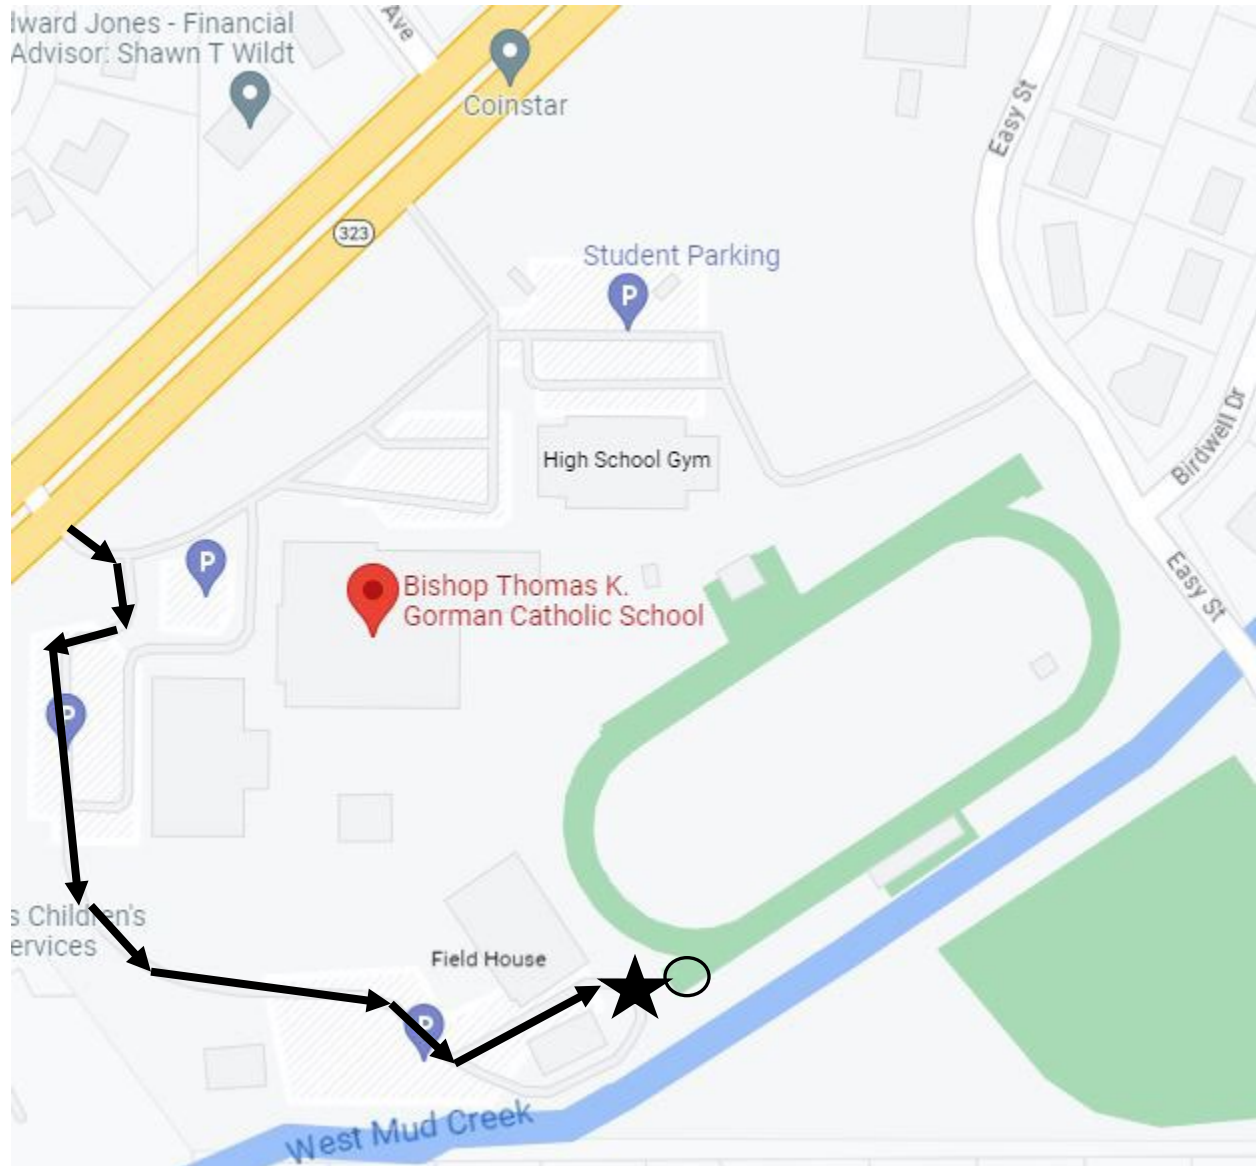 lward Jones - Financial
Advisor: Shawn T Wildt
Ave
Coinstar
Easy St
323
Student Parking
P
High School Gym
Birdwell Dr
P
Bishop Thomas K.
Gorman Catholic School
Easy St
P
s Children's
ervices
Field House
P
West Mud Creek